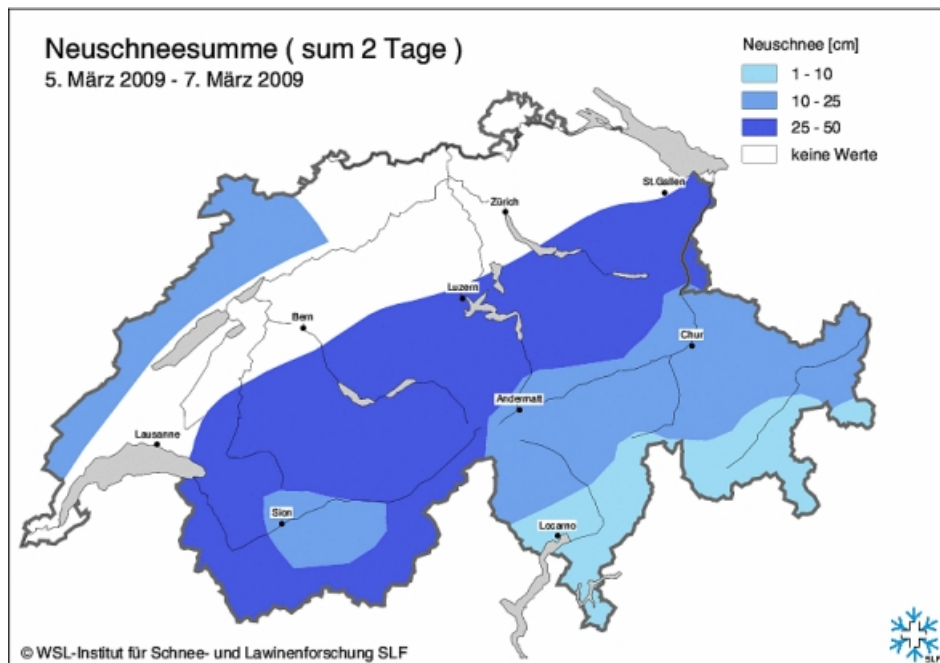 Neuschneesumme ( sum 2 Tage )
5. März 2009 - 7. März 2009
Neuschnee [cm]
1 - 10
10 - 25
25 - 50
keine Werte
St.Gallen
Zürich
Luzern
Bern
Chur
Andermatt
Lausanne
Sion
Locarno
© WSL-Institut für Schnee- und Lawinenforschung SLF
SLF